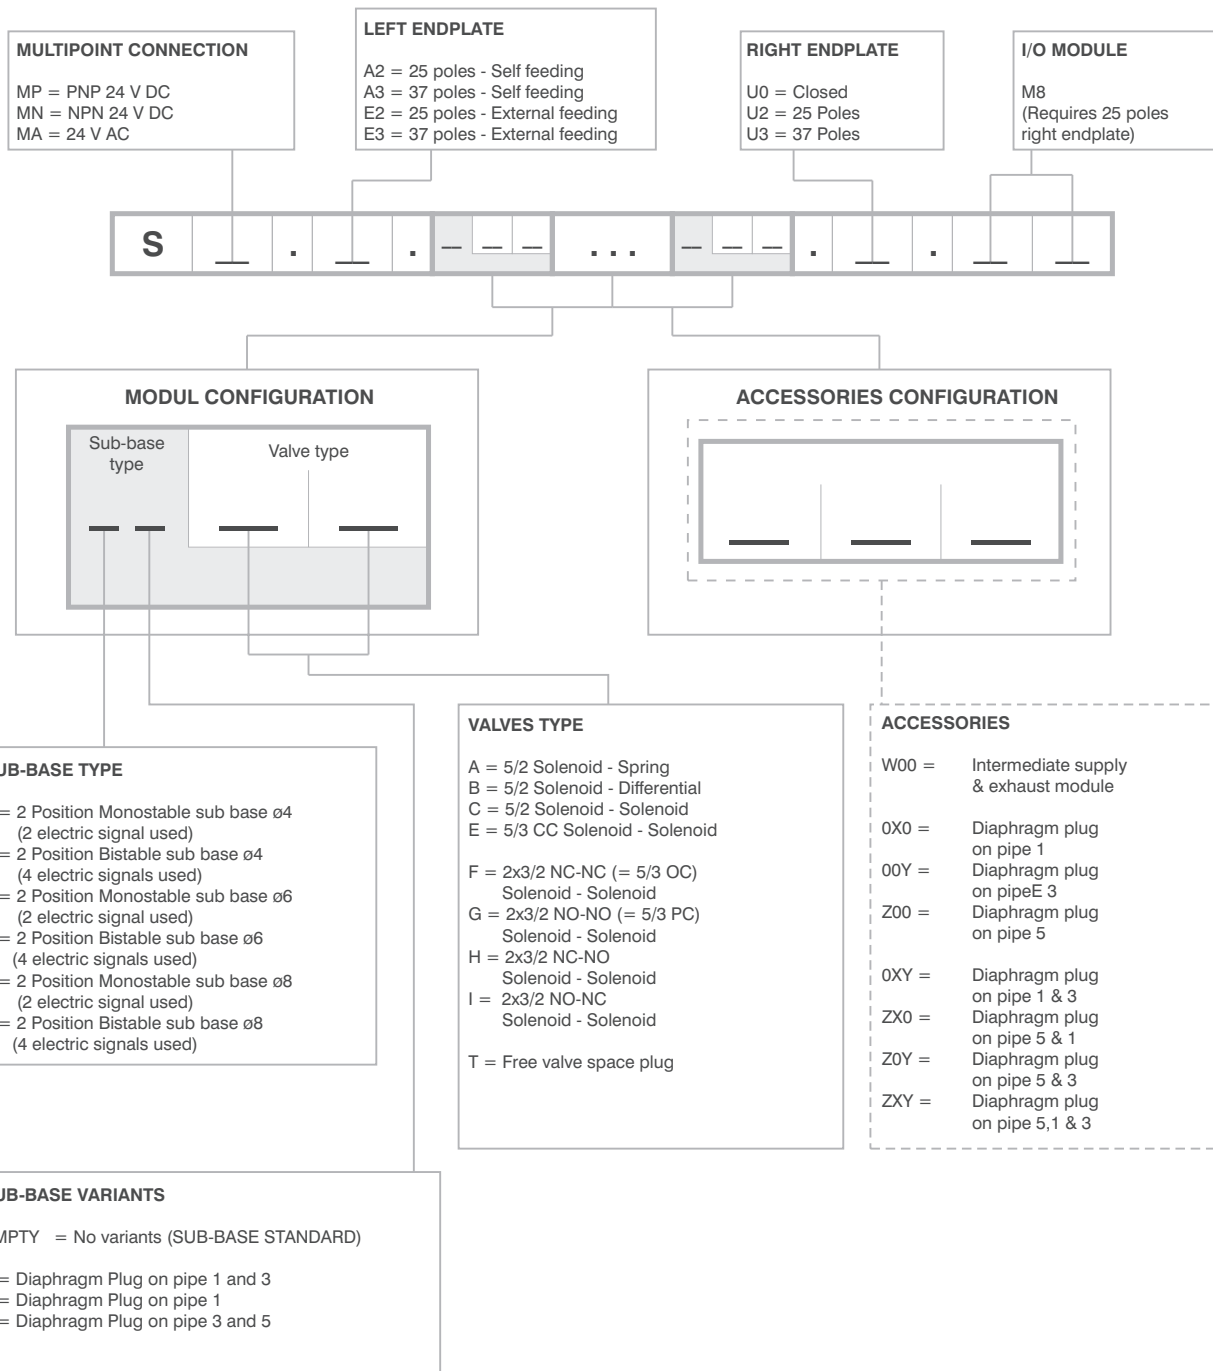 MULTIPOINT CONNECTION
MP = PNP 24 V DC
MN = NPN 24 V DC
MA = 24 V AC
LEFT ENDPLATE
A2 = 25 poles - Self feeding
A3 = 37 poles - Self feeding
E2 = 25 poles - External feeding
E3 = 37 poles - External feeding
RIGHT ENDPLATE
U0 = Closed
U2 = 25 Poles
U3 = 37 Poles
I/O MODULE
M8
(Requires 25 poles
right endplate)
S __ . __ . __ __ __ . . . __ __ __ . __ . __ __
MODUL CONFIGURATION
Sub-base
type
Valve type
ACCESSORIES CONFIGURATION
UB-BASE TYPE
= 2 Position Monostable sub base ø4
(2 electric signal used)
= 2 Position Bistable sub base ø4
(4 electric signals used)
= 2 Position Monostable sub base ø6
(2 electric signal used)
= 2 Position Bistable sub base ø6
(4 electric signals used)
= 2 Position Monostable sub base ø8
(2 electric signal used)
= 2 Position Bistable sub base ø8
(4 electric signals used)
VALVES TYPE
A = 5/2 Solenoid - Spring
B = 5/2 Solenoid - Differential
C = 5/2 Solenoid - Solenoid
E = 5/3 CC Solenoid - Solenoid
F = 2x3/2 NC-NC (= 5/3 OC)
Solenoid - Solenoid
G = 2x3/2 NO-NO (= 5/3 PC)
Solenoid - Solenoid
H = 2x3/2 NC-NO
Solenoid - Solenoid
I = 2x3/2 NO-NC
Solenoid - Solenoid
T = Free valve space plug
ACCESSORIES
W00 = Intermediate supply
& exhaust module
0X0 = Diaphragm plug
on pipe 1
00Y = Diaphragm plug
on pipeE 3
Z00 = Diaphragm plug
on pipe 5
0XY = Diaphragm plug
on pipe 1 & 3
ZX0 = Diaphragm plug
on pipe 5 & 1
Z0Y = Diaphragm plug
on pipe 5 & 3
ZXY = Diaphragm plug
on pipe 5,1 & 3
UB-BASE VARIANTS
MPTY = No variants (SUB-BASE STANDARD)
= Diaphragm Plug on pipe 1 and 3
= Diaphragm Plug on pipe 1
= Diaphragm Plug on pipe 3 and 5